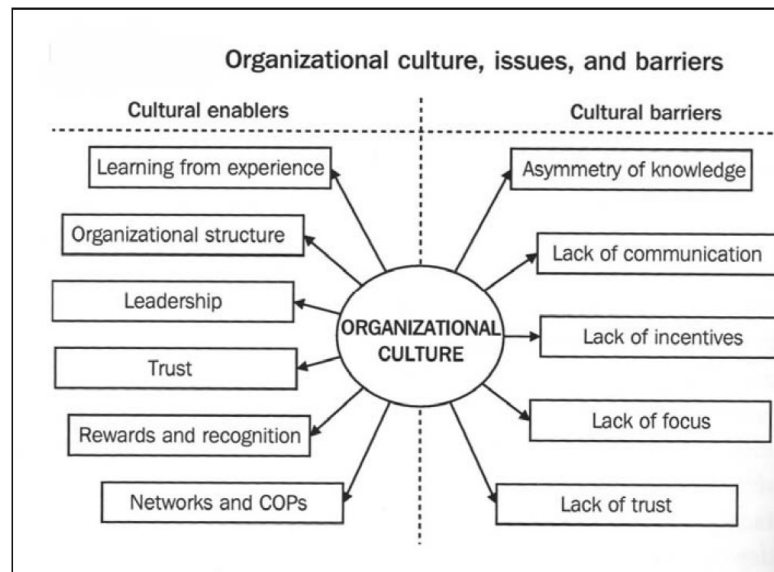 Organizational culture, issues, and barriers
Cultural enablers
Cultural barriers
Learning from experience
Organizational structure
Leadership
Trust
Rewards and recognition
Networks and COPs
ORGANIZATIONAL
CULTURE
Asymmetry of knowledge
Lack of communication
Lack of incentives
Lack of focus
Lack of trust